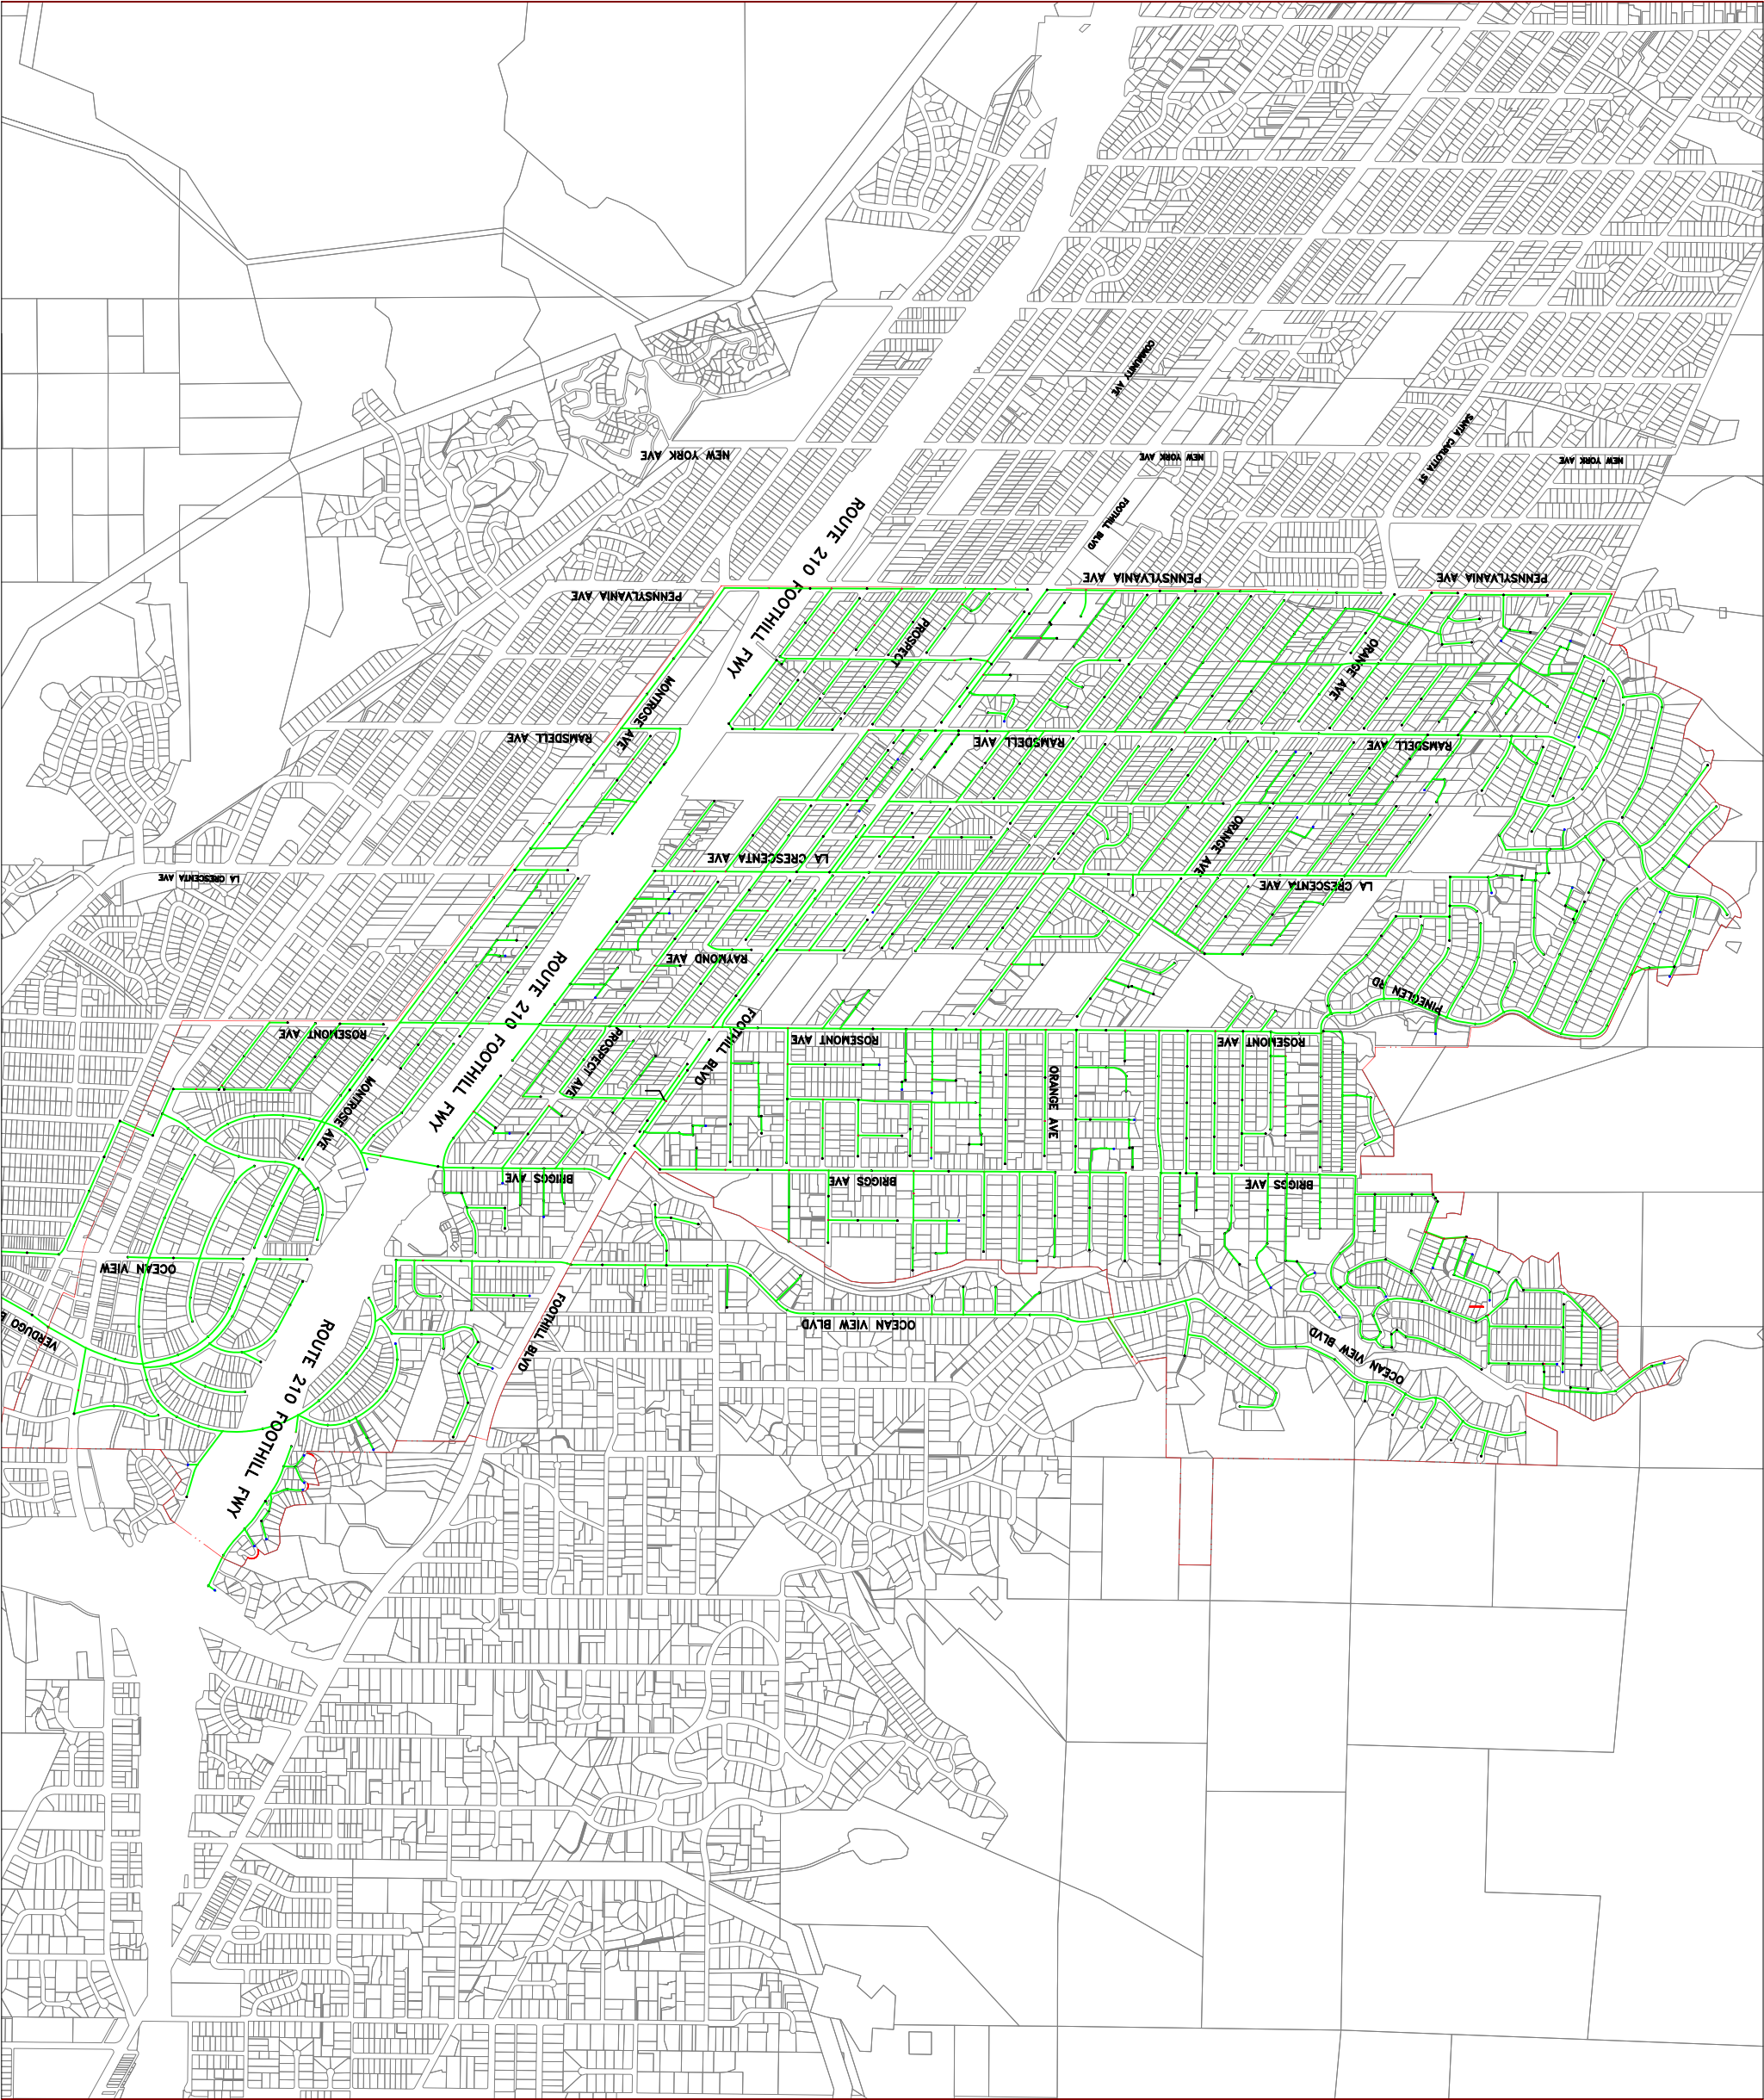 COMMUNITY AVE
SANTA CARLOTTA ST
NEW YORK AVE
NEW YORK AVE
NEW YORK AVE
ROUTE 210 FOOTHILL FWY
FOOTHILL BLVD
PENNSYLVANIA AVE
PENNSYLVANIA AVE
PENNSYLVANIA AVE
PROSPECT
ORANGE AVE
MONTROSE AVE
RAMSDELL AVE
RAMSDELL AVE
RAMSDELL AVE
ORANGE AVE
LA CRESCENTA AVE
LA CRESCENTA AVE
LA CRESCENTA AVE
ROUTE 210 FOOTHILL FWY
RAYMOND AVE
PINEGLEN RD
ROSEMONT AVE
ROSEMONT AVE
ROSEMONT AVE
FOOTHILL BLVD
PROSPECT AVE
MONTROSE AVE
ORANGE AVE
BRIGGS AVE
BRIGGS AVE
BRIGGS AVE
OCEAN VIEW
FOOTHILL BLVD
OCEAN VIEW BLVD
OCEAN VIEW BLVD
VERDUGO B
ROUTE 210 FOOTHILL FWY